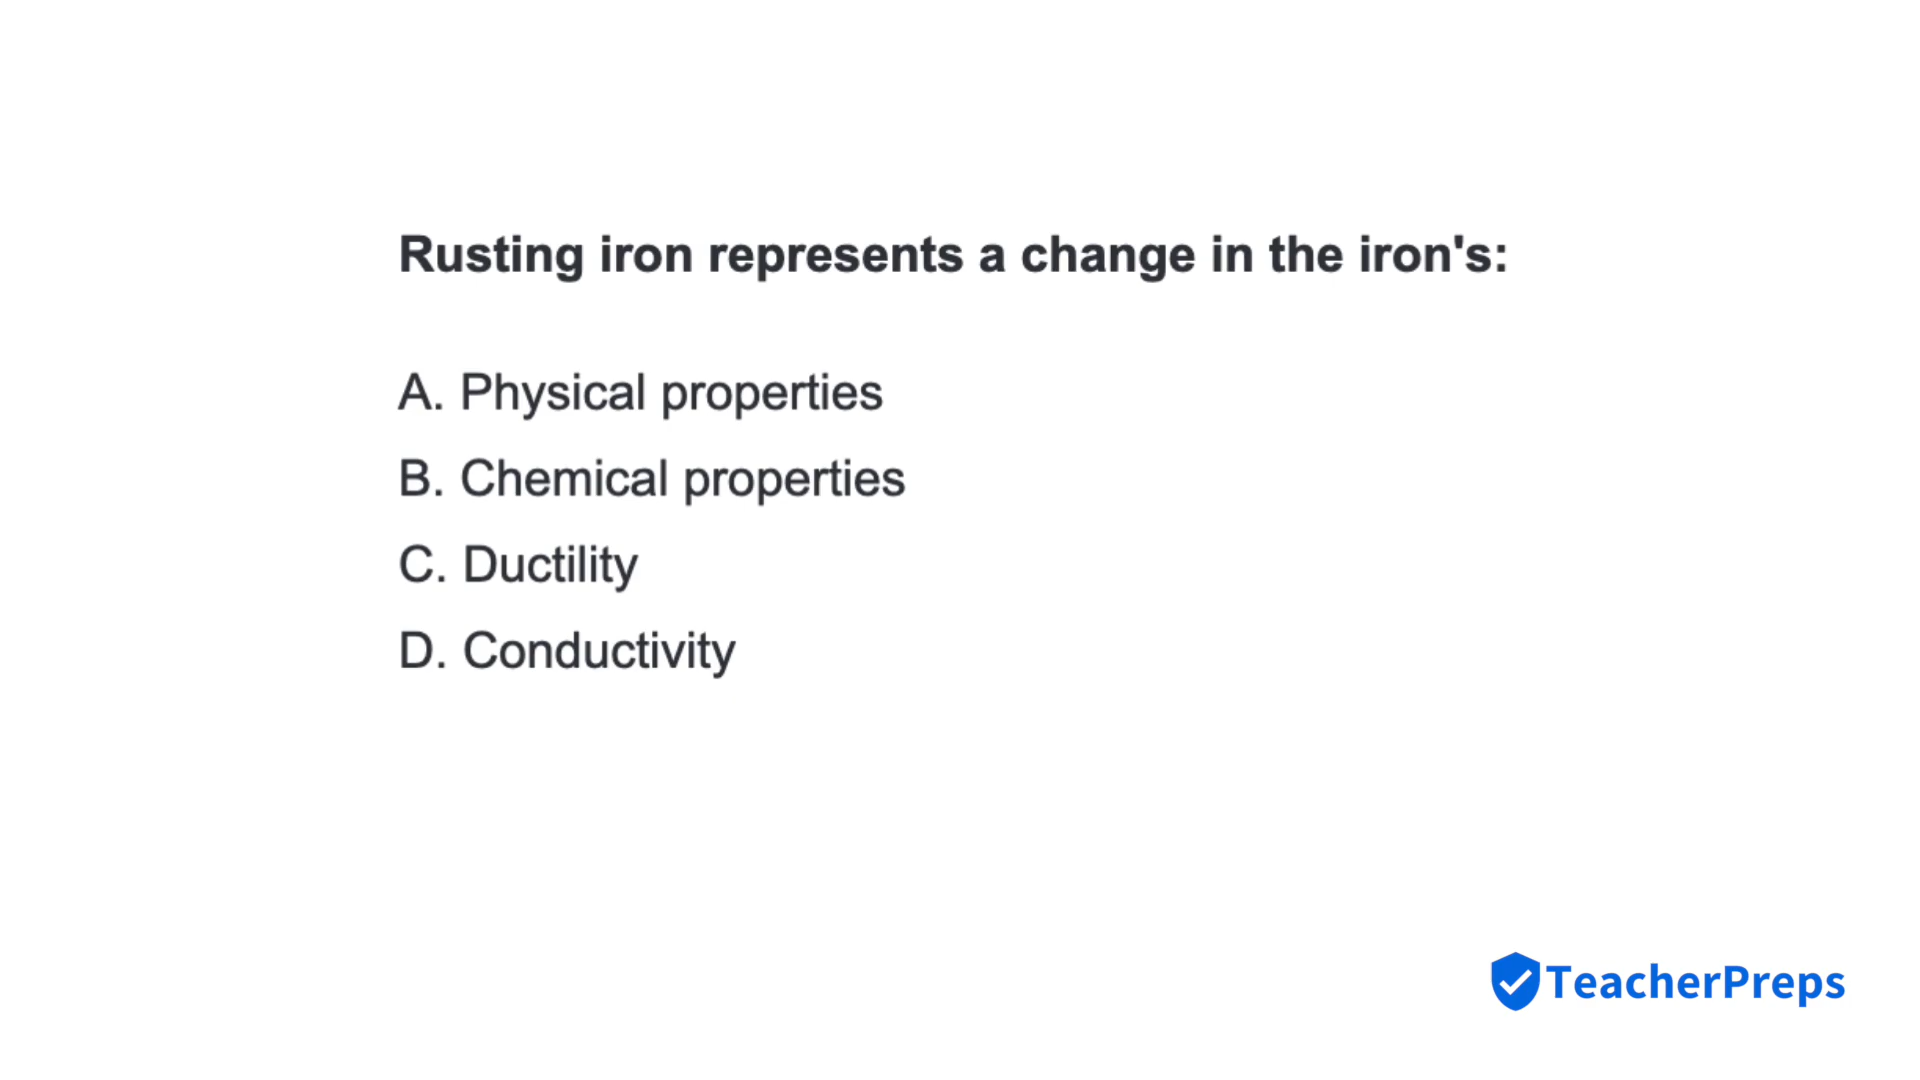 Rusting iron represents a change in the iron's:
A. Physical properties
B. Chemical properties
C. Ductility
D. Conductivity
TeacherPreps